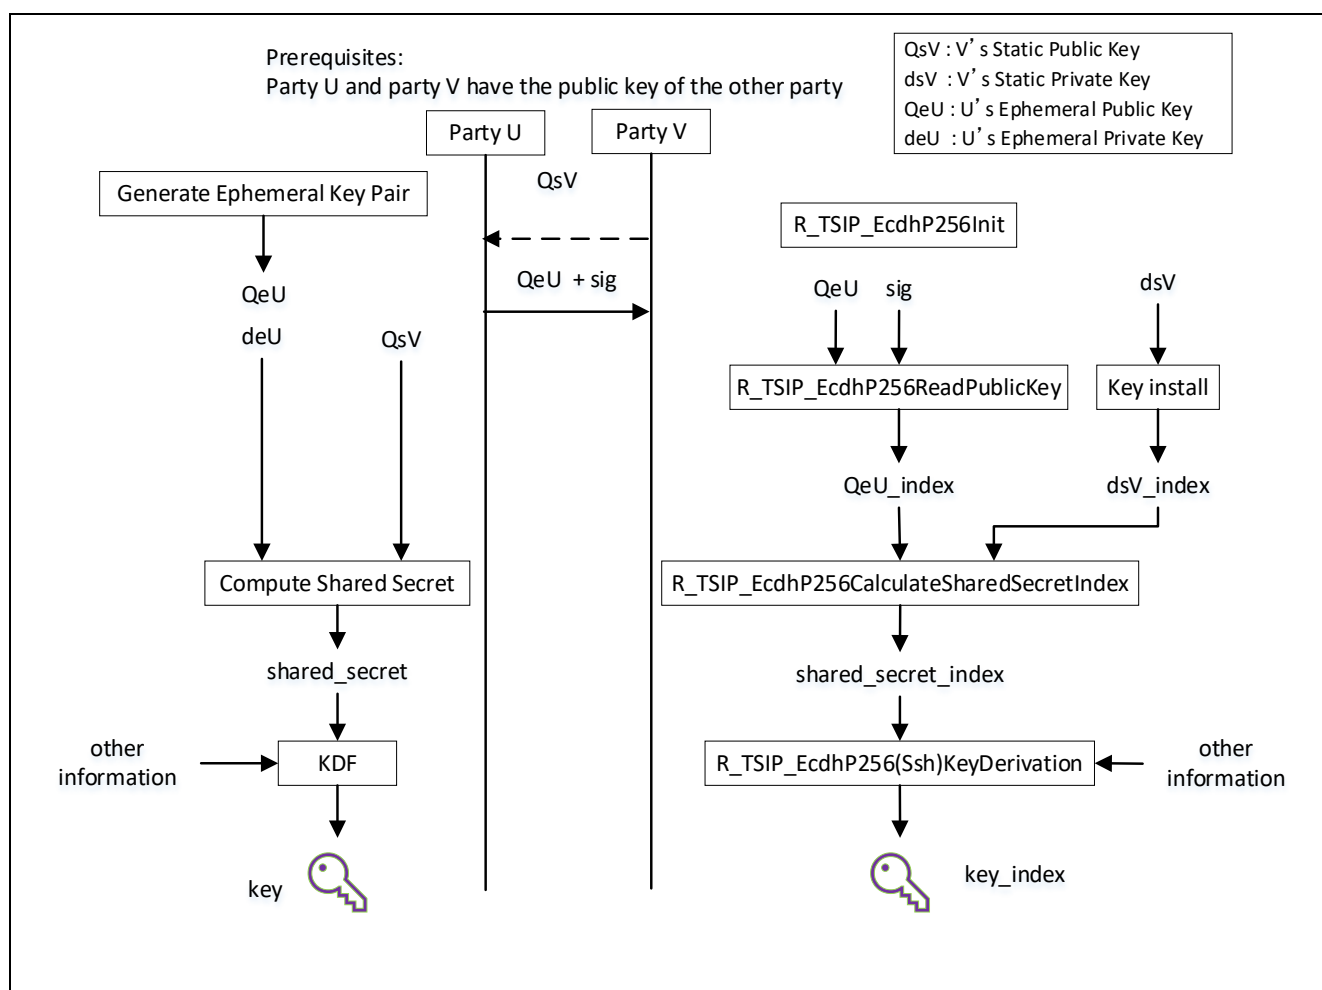 Prerequisites:
Party U and party V have the public key of the other party
QsV : V's Static Public Key
dsV : V's Static Private Key
QeU : U's Ephemeral Public Key
deU : U's Ephemeral Private Key
Party U
Party V
Generate Ephemeral Key Pair
QsV
R_TSIP_EcdhP256Init
QeU + sig
QeU
deU
QsV
QeU
sig
dsV
R_TSIP_EcdhP256ReadPublicKey
Key install
QeU_index
dsV_index
Compute Shared Secret
R_TSIP_EcdhP256CalculateSharedSecretIndex
shared_secret
shared_secret_index
other
information
KDF
R_TSIP_EcdhP256(Ssh)KeyDerivation
other
information
key
key_index